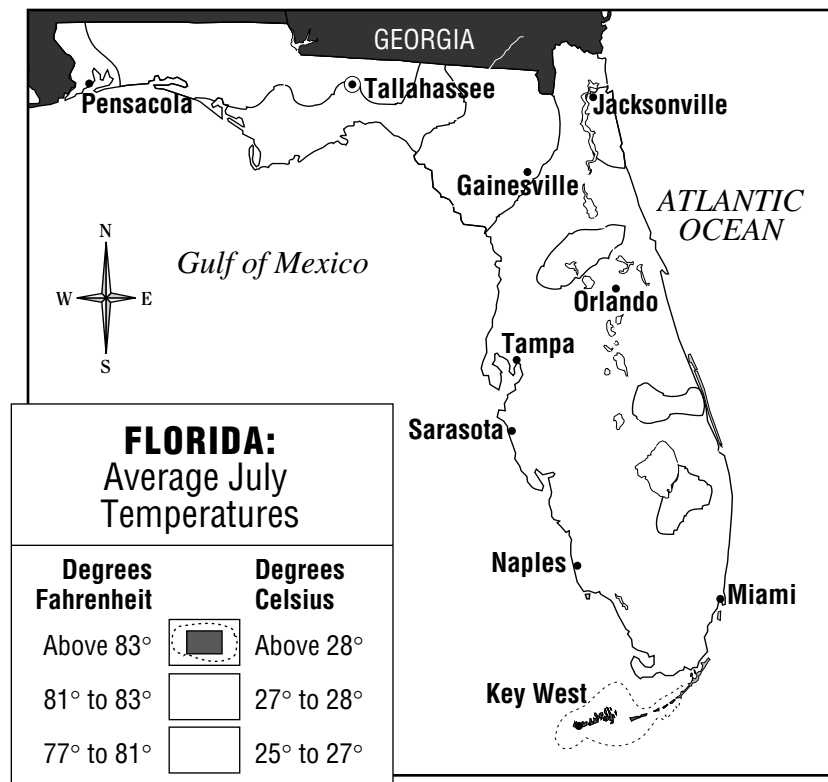 GEORGIA
Tallahassee
Pensacola
Jacksonville
Gainesville
ATLANTIC
OCEAN
Gulf of Mexico
N
W E
S
Orlando
Tampa
Sarasota
Naples
Miami
Key West
FLORIDA:
Average July
Temperatures
Degrees Degrees
Fahrenheit Celsius
Above 83° Above 28°
81° to 83° 27° to 28°
77° to 81° 25° to 27°